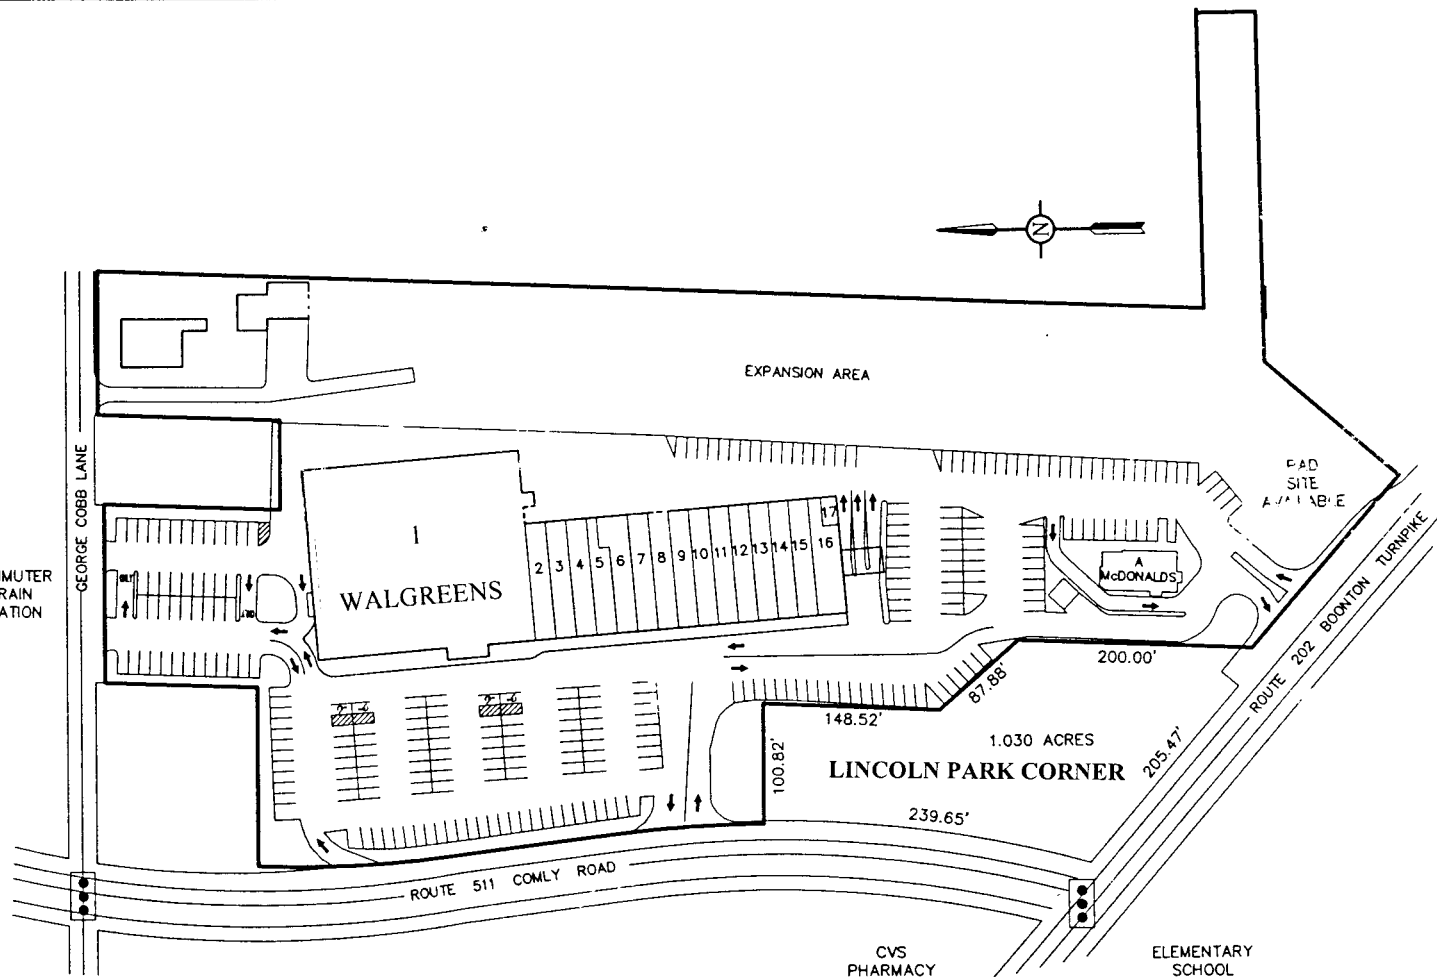 N
EXPANSION AREA
GEORGE COBB LANE
PAD
SITE
AVAILABLE
1
WALGREENS
2 3 4 5 6 7 8 9 10 11 12 13 14 15 16
17
A
McDONALDS
MUTER
RAIN
ATION
200.00'
87.88'
148.52'
100.82'
1.030 ACRES
LINCOLN PARK CORNER
205.47'
239.65'
ROUTE 202 BOONTON TURNPIKE
ROUTE 511 COMLY ROAD
CVS
PHARMACY
ELEMENTARY
SCHOOL